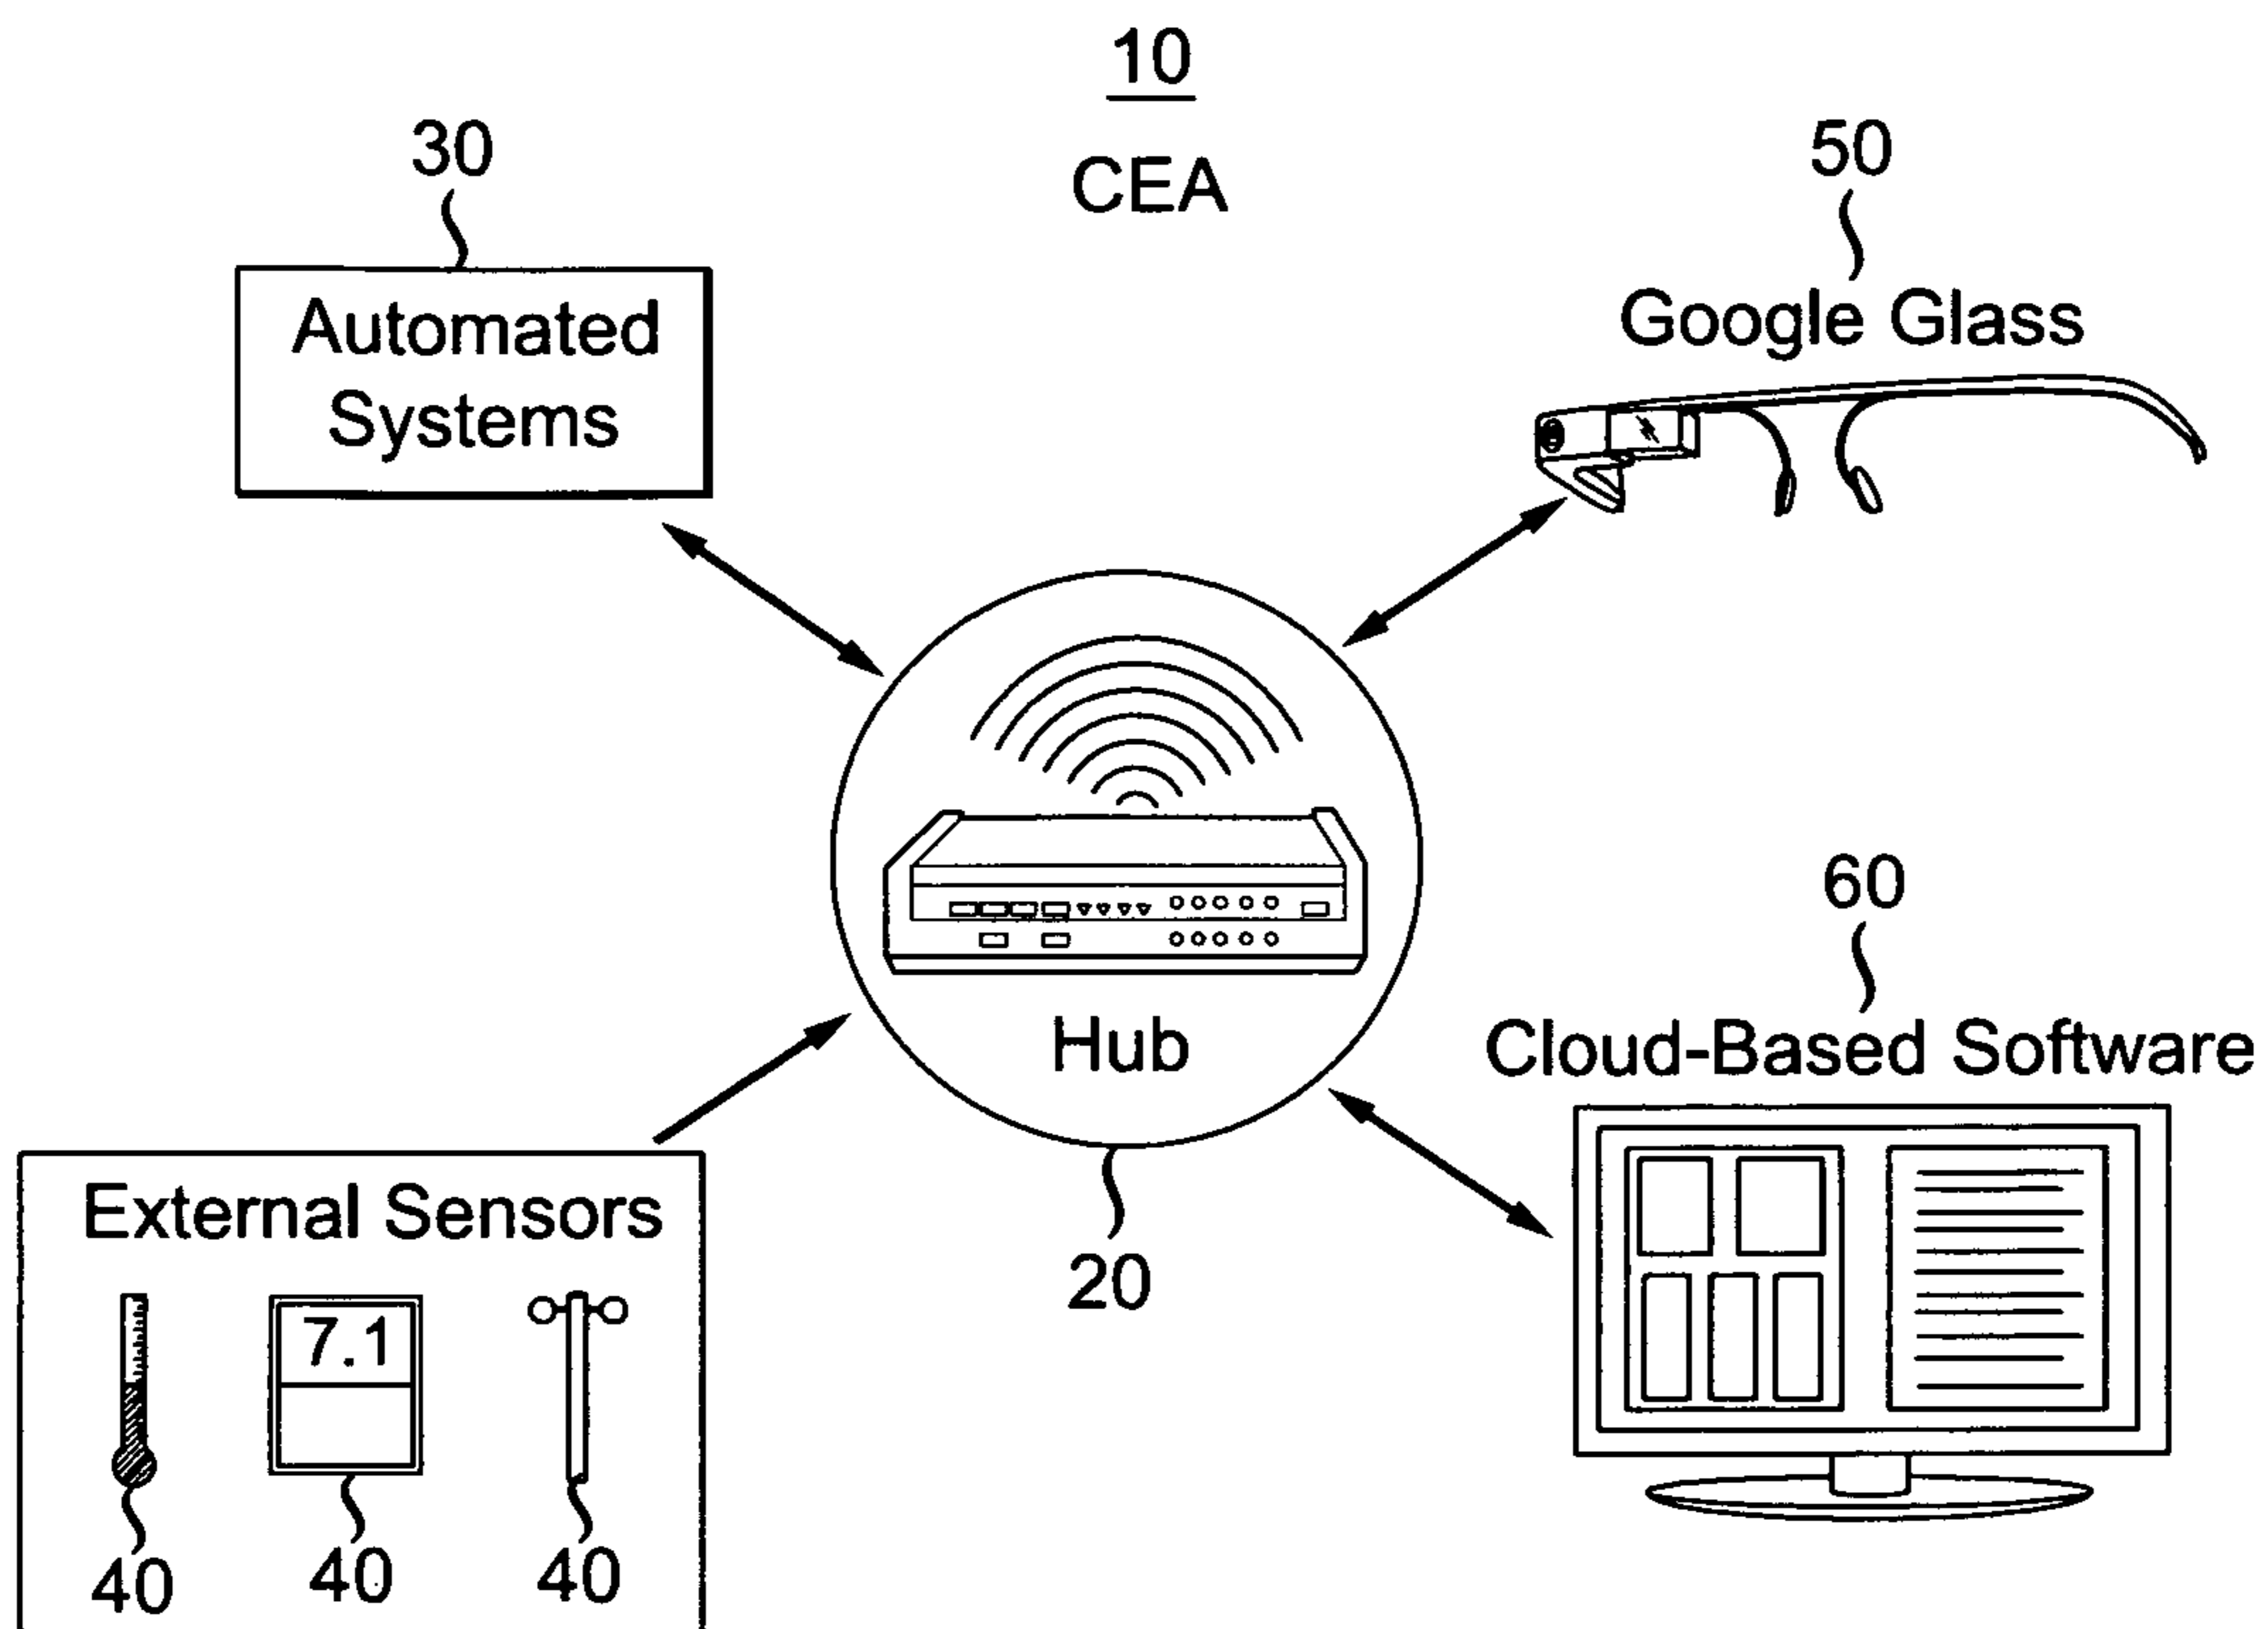 10
CEA
30
Automated
Systems
50
Google Glass
Hub
20
60
Cloud-Based Software
External Sensors
7.1
40
40
40